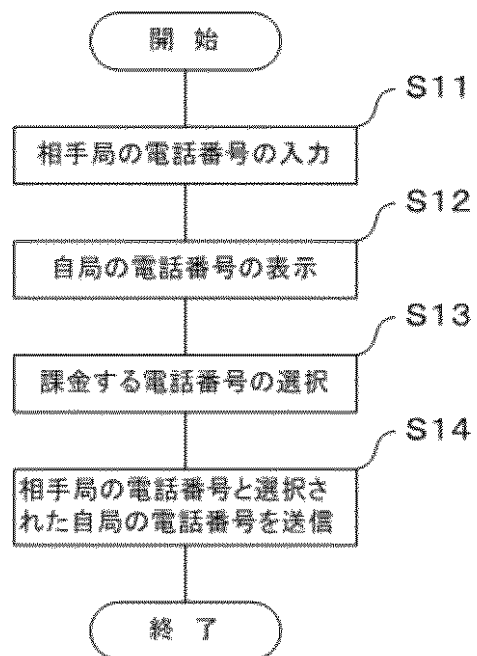 開 始
S11
相手局の電話番号の入力
S12
自局の電話番号の表示
S13
課金する電話番号の選択
S14
相手局の電話番号と選択さ
れた自局の電話番号を送信
終 了